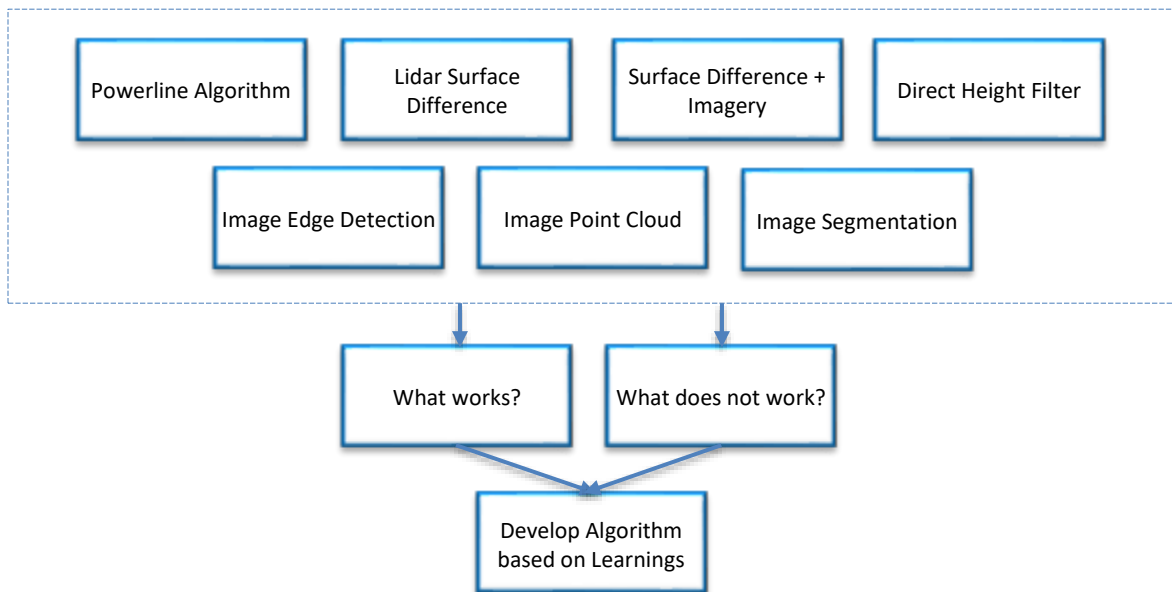 Powerline Algorithm
Lidar Surface
Difference
Surface Difference +
Imagery
Direct Height Filter
Image Edge Detection
Image Point Cloud
Image Segmentation
What works?
What does not work?
Develop Algorithm
based on Learnings